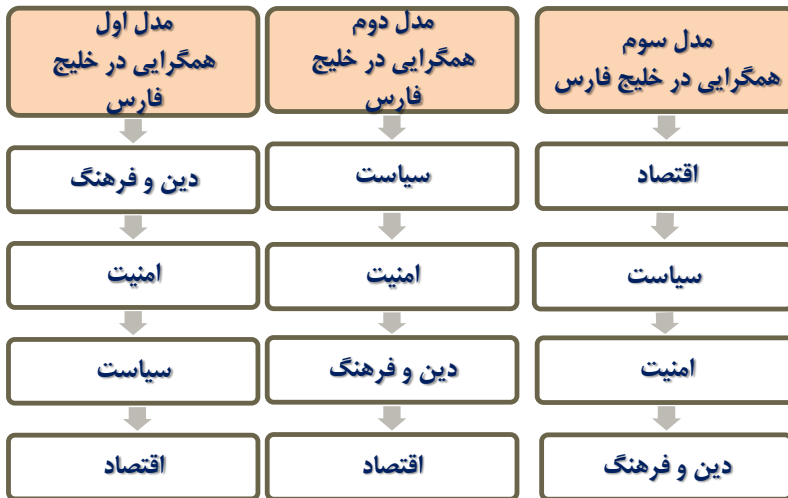 مدل اول
همگرایی در خلیج
فارس
دین و فرهنگ
امنیت
سیاست
اقتصاد
مدل دوم
همگرایی در خلیج
فارس
سیاست
امنیت
دین و فرهنگ
اقتصاد
مدل سوم
همگرایی در خلیج فارس
اقتصاد
سیاست
امنیت
دین و فرهنگ